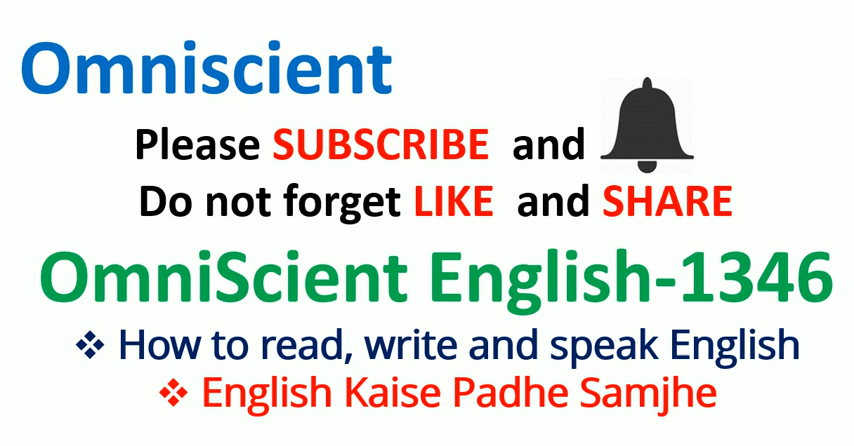 Omniscient
Please SUBSCRIBE and
Do not forget LIKE and SHARE
OmniScient English-1346
❖ How to read, write and speak English
❖ English Kaise Padhe Samjhe